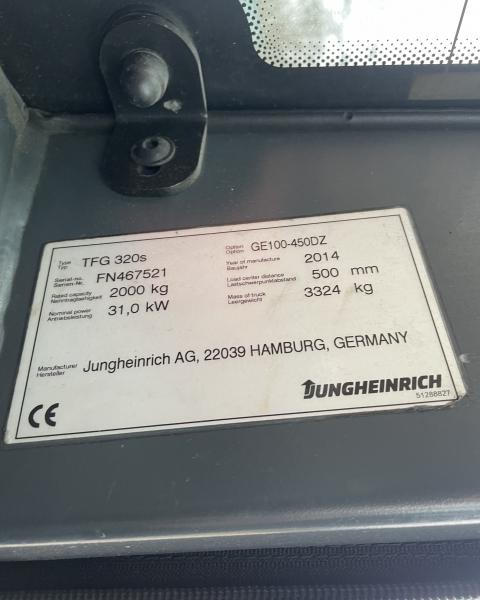 Type
Typ
TFG 320s
Option
Option
GE100-450DZ
Serial-no.
Serien-Nr.
FN467521
Year of manufacture
Baujahr
2014
Rated capacity
Nenntragfaehigkeit
2000 kg
Load center distance
Lastschwerpunktabstand
500 mm
Nominal power
Antriebsleistung
31,0 kW
Mass of truck
Leergewicht
3324 kg
Manufacturer
Hersteller
Jungheinrich AG, 22039 HAMBURG, GERMANY
CE
JUNGHEINRICH
51288827